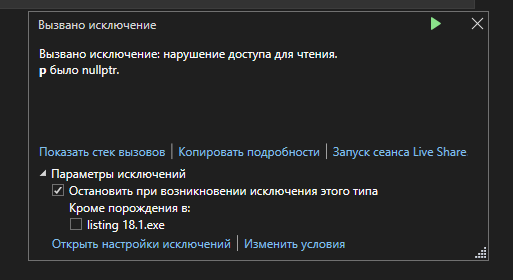 Вызвано исключение
Вызвано исключение: нарушение доступа для чтения.
p было nullptr.
Показать стек вызовов | Копировать подробности | Запуск сеанса Live Share
Параметры исключений
Остановить при возникновении исключения этого типа
Кроме порождения в:
listing 18.1.exe
Открыть настройки исключений | Изменить условия